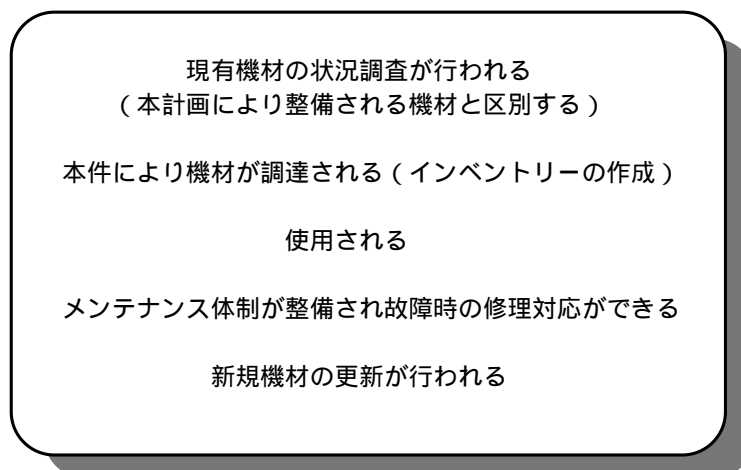 現有機材の状況調査が行われる
(本計画により整備される機材と区別する)
本件により機材が調達される(インベントリーの作成)
使用される
メンテナンス体制が整備され故障時の修理対応ができる
新規機材の更新が行われる